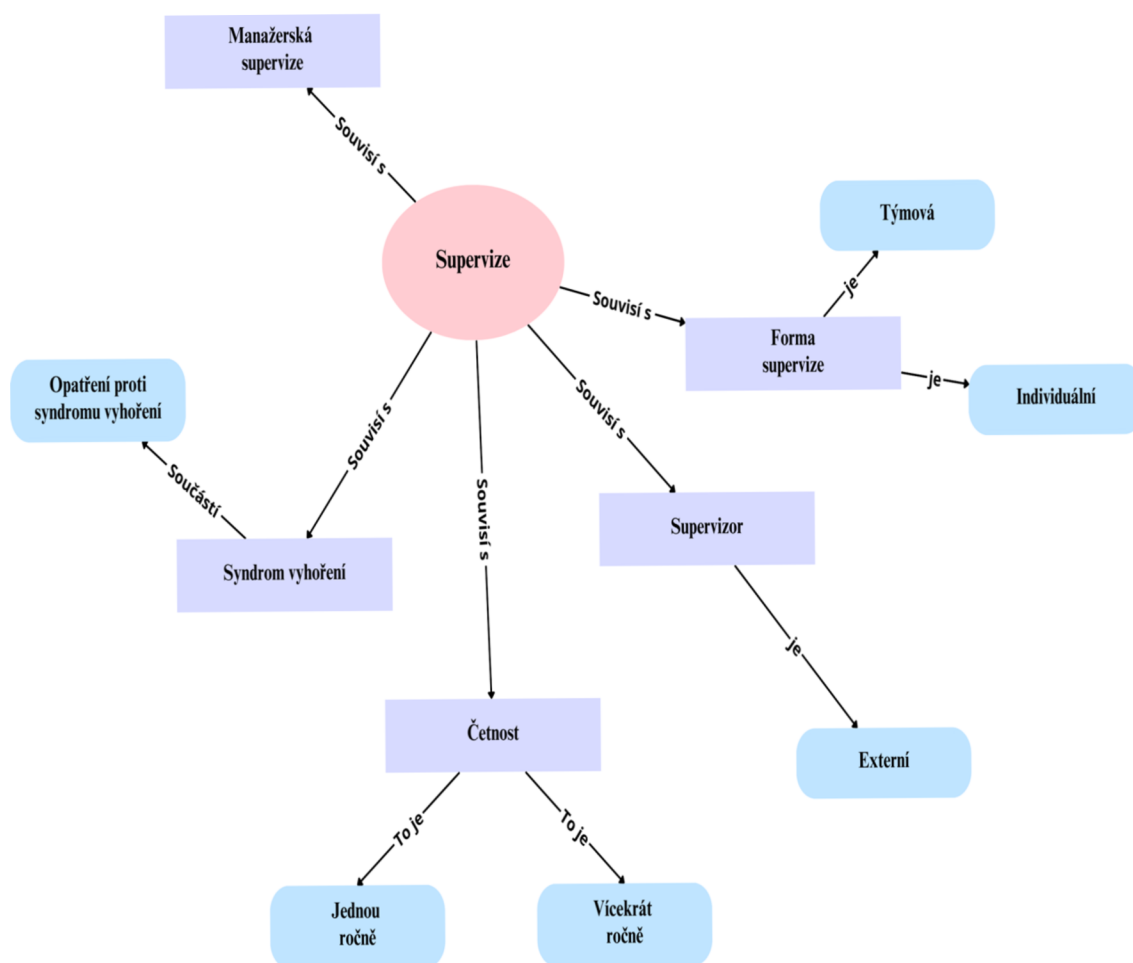 Manažerská
supervize
Souvisí s
Supervize
Týmová
je
Souvisí s
Forma
supervize
je
Individuální
Opatření proti
syndromu vyhoření
Součástí
Souvisí s
Syndrom vyhoření
Souvisí s
Souvisí s
Supervizor
je
Externí
Četnost
To je
To je
Jednou
ročně
Vícekrát
ročně